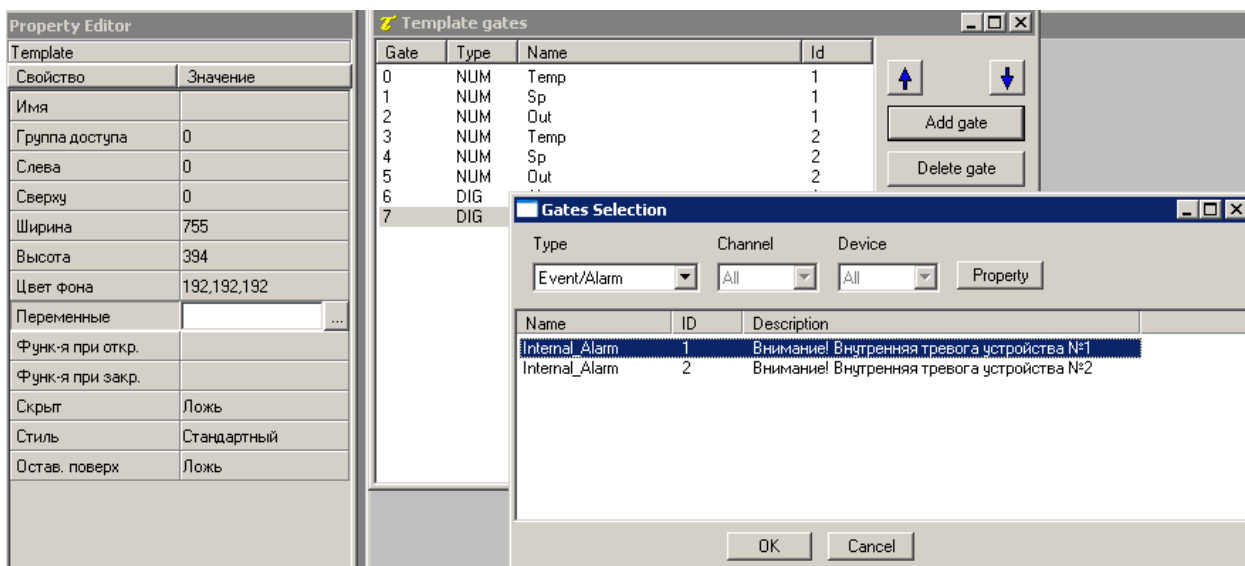 Property Editor
Template
Свойство Значение
Имя
Группа доступа 0
Слева 0
Сверху 0
Ширина 755
Высота 394
Цвет фона 192,192,192
Переменные ...
Функ-я при откр.
Функ-я при закр.
Скрыт Ложь
Стиль Стандартный
Остав. поверх Ложь
Template gates
Gate Type Name Id
0 NUM Temp 1
1 NUM Sp 1
2 NUM Out 1
3 NUM Temp 2
4 NUM Sp 2
5 NUM Out 2
6 DIG
7 DIG
Add gate
Delete gate
Gates Selection
Type Channel Device
Event/Alarm All All Property
Name ID Description
Internal_Alarm 1 Внимание! Внутренняя тревога устройства №1
Internal_Alarm 2 Внимание! Внутренняя тревога устройства №2
OK Cancel